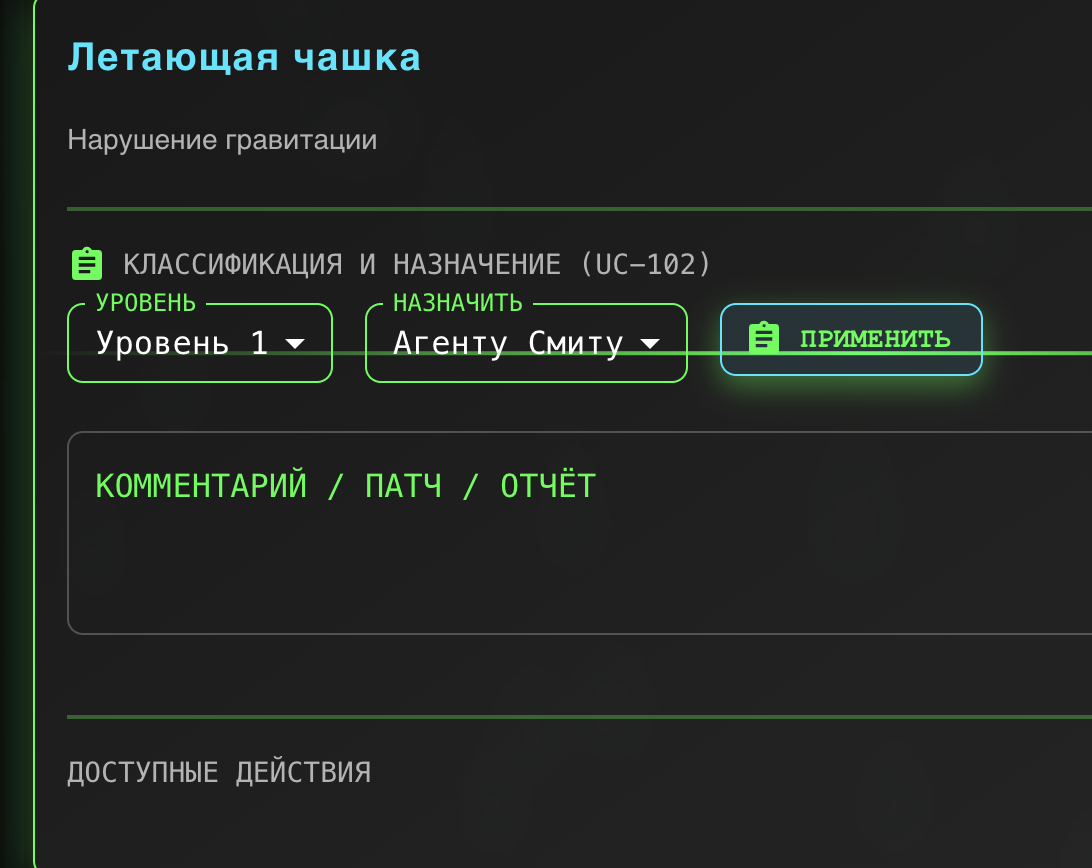 Летающая чашка
Нарушение гравитации
КЛАССИФИКАЦИЯ И НАЗНАЧЕНИЕ (UC-102)
УРОВЕНЬ НАЗНАЧИТЬ
Уровень 1 Агенту Смиту ПРИМЕНИТЬ
КОММЕНТАРИЙ / ПАТЧ / ОТЧЁТ
ДОСТУПНЫЕ ДЕЙСТВИЯ